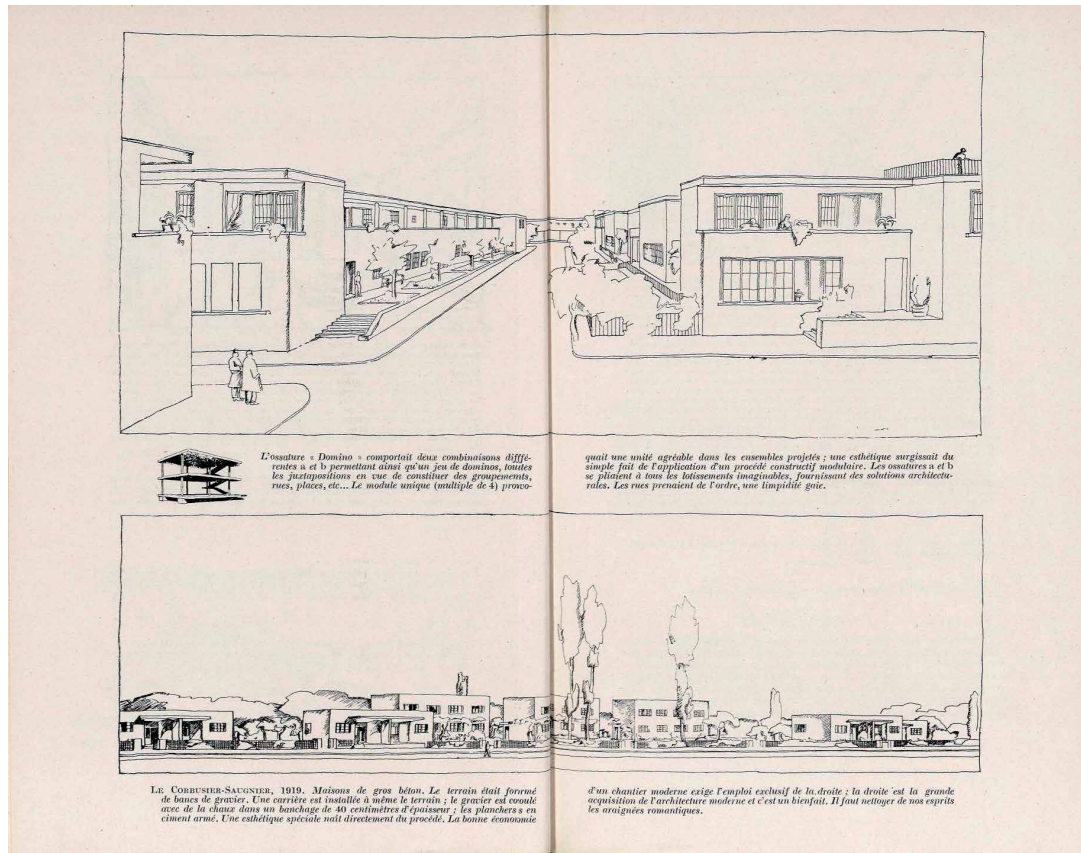 L'ossature « Domino » comportait deux combinaisons difffé-
rentes a et b permettant ainsi qu'un jeu de dominos, toutes
les juxtapositions en vue de constituer des groupements,
rues, places, etc... Le module unique (multiple de 4) provo-
quait une unité agréable dans les ensembles projetés ; une esthétique surgissait du
simple fait de l'application d'un procédé constructif modulaire. Les ossatures a et b
se pliaient à tous les lotissements imaginables, fournissant des solutions architectu-
rales. Les rues prenaient de l'ordre, une limpidité gaie.
LE CORBUSIER-SAUGNIER, 1919. Maisons de gros béton. Le terrain était formé
de bancs de gravier. Une carrière est installée à même le terrain ; le gravier est coulé
avec de la chaux dans un banchage de 40 centimètres d'épaisseur ; les planchers en
ciment armé. Une esthétique spéciale naît directement du procédé. La bonne économie
d'un chantier moderne exige l'emploi exclusif de la droite ; la droite est la grande
acquisition de l'architecture moderne et c'est un bienfait. Il faut nettoyer de nos esprits
les araignées romantiques.